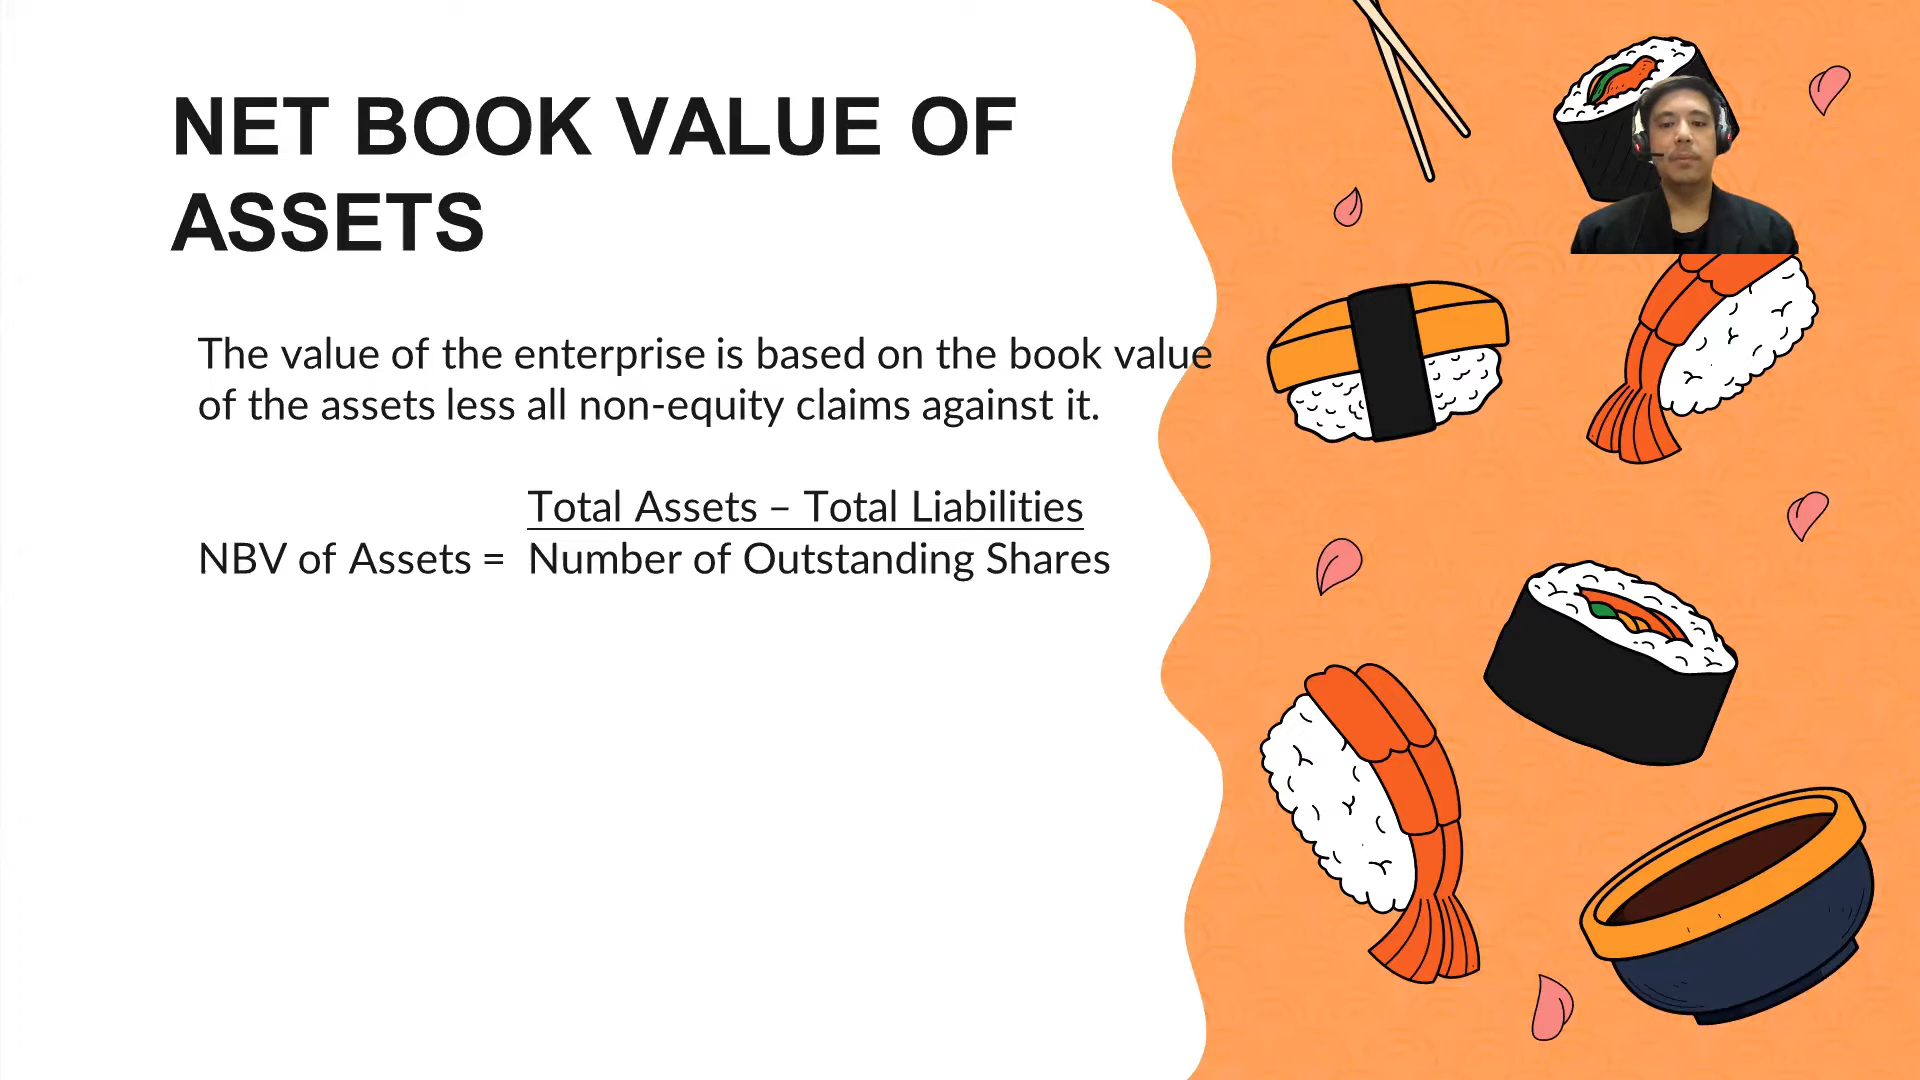 NET BOOK VALUE OF
ASSETS
The value of the enterprise is based on the book value
of the assets less all non-equity claims against it.
Total Assets – Total Liabilities
NBV of Assets = Number of Outstanding Shares